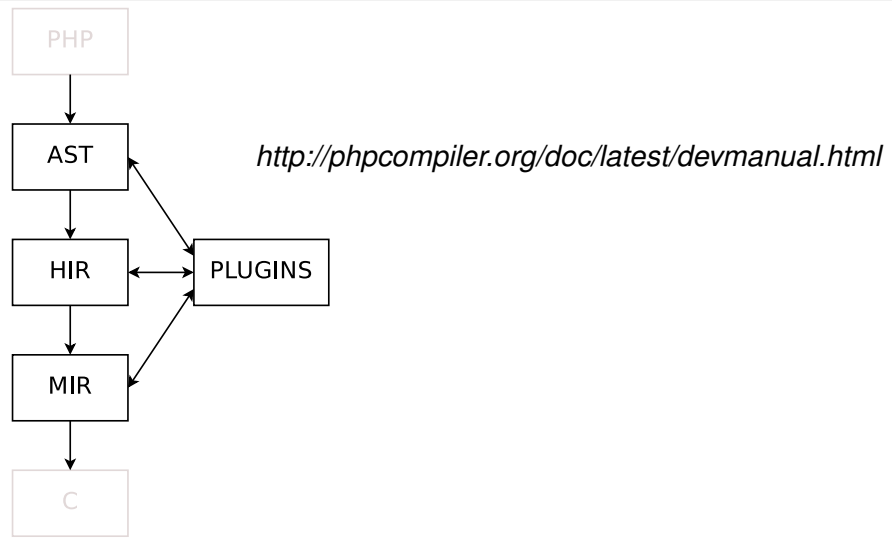 PHP
AST
http://phpcompiler.org/doc/latest/devmanual.html
HIR
PLUGINS
MIR
C